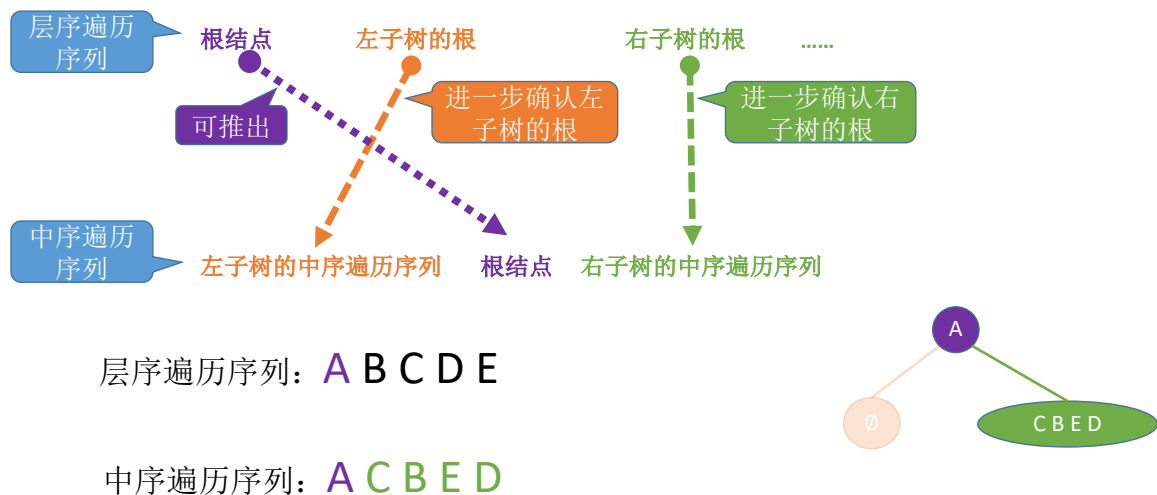 层序遍历
序列
根结点
左子树的根
右子树的根
……
可推出
进一步确认左
子树的根
进一步确认右
子树的根
中序遍历
序列
左子树的中序遍历序列
根结点
右子树的中序遍历序列
A
层序遍历序列：A B C D E
∅
C B E D
中序遍历序列：A C B E D